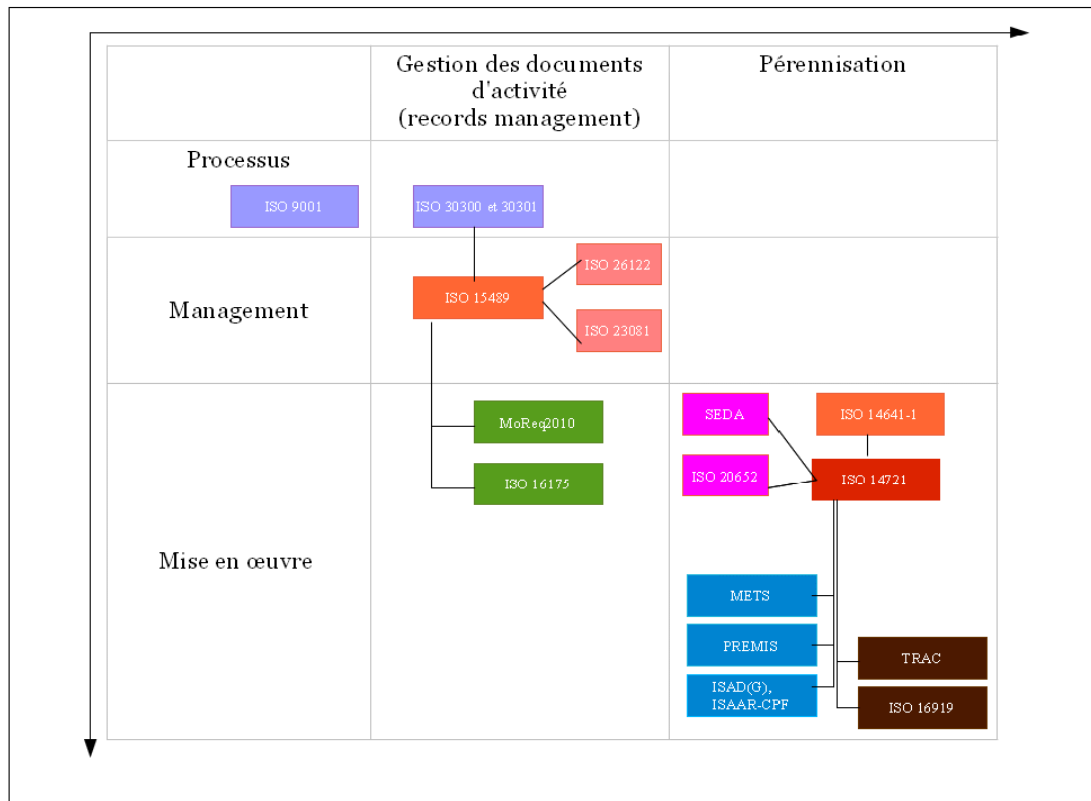 Gestion des documents
d'activité
(records management)
Pérennisation
Processus
ISO 9001
ISO 30300 et 30301
Management
ISO 15489
ISO 26122
ISO 23081
Mise en œuvre
MoReq2010
ISO 16175
SEDA
ISO 14641-1
ISO 20652
ISO 14721
METS
PREMIS
ISAD(G),
ISAAR-CPF
TRAC
ISO 16919